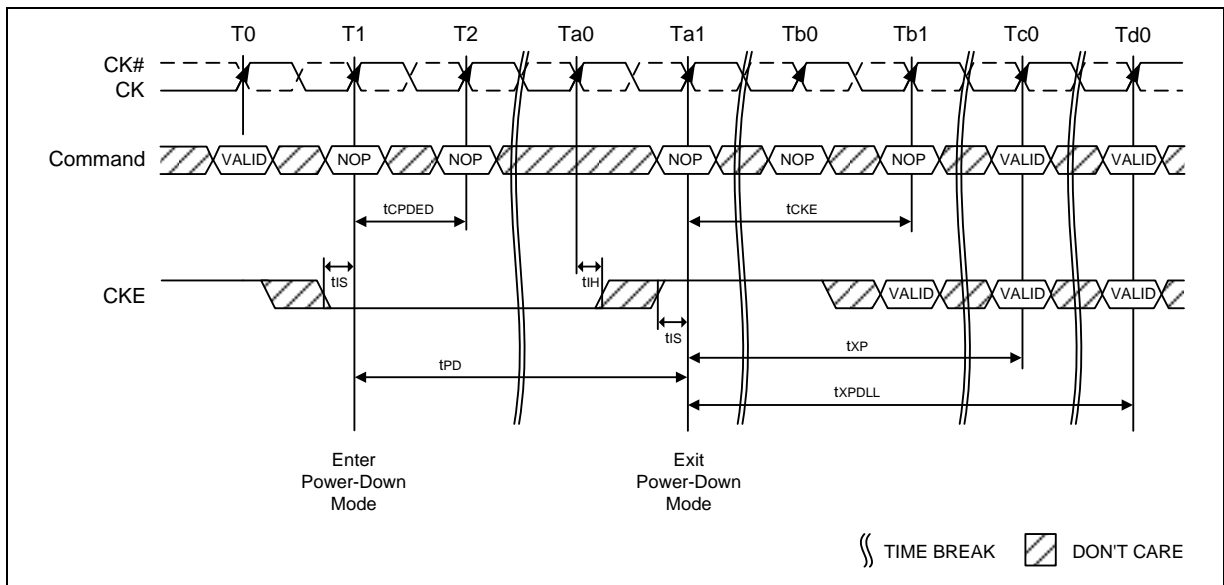 T0 T1 T2 Ta0 Ta1 Tb0 Tb1 Tc0 Td0
CK#
CK
Command VALID NOP NOP NOP NOP NOP VALID VALID
tCPDED tCKE
tIS tIH
CKE VALID VALID VALID
tIS
tXP
tPD
tXPDLL
Enter
Power-Down
Mode
Exit
Power-Down
Mode
TIME BREAK DON'T CARE